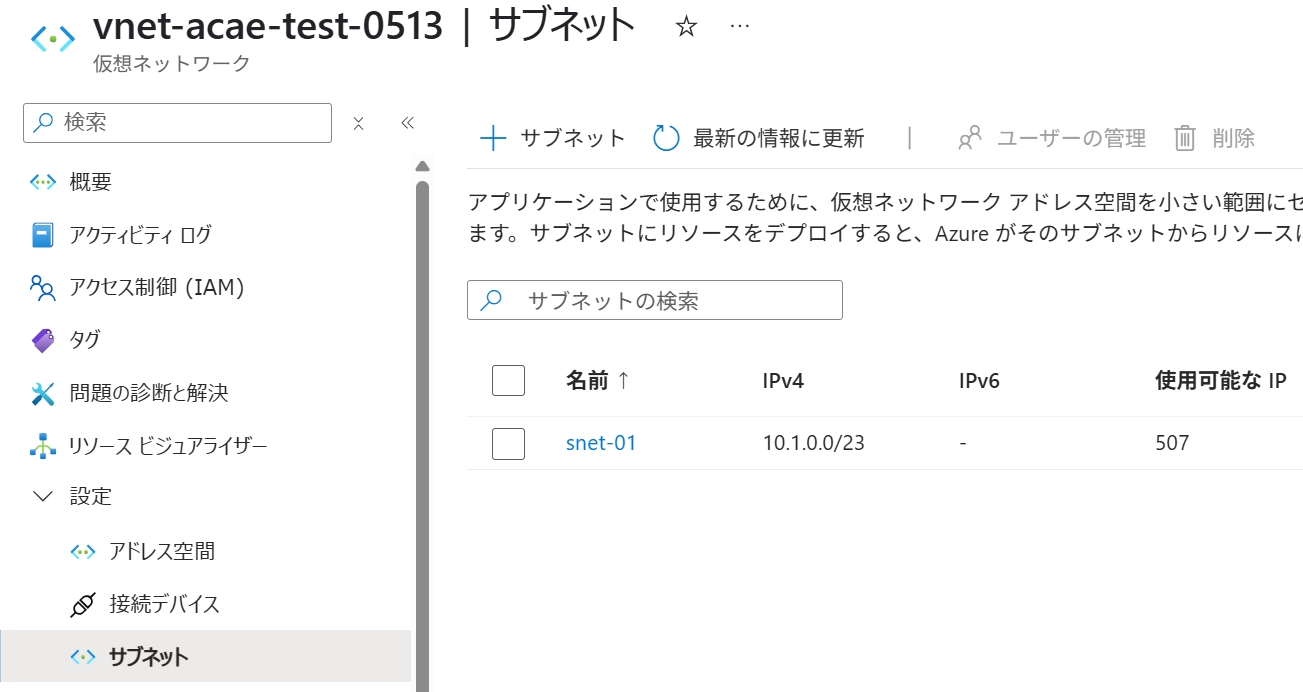 vnet-acae-test-0513 | サブネット ☆ …
仮想ネットワーク
検索
概要
アクティビティ ログ
アクセス制御 (IAM)
タグ
問題の診断と解決
リソース ビジュアライザー
設定
アドレス空間
接続デバイス
サブネット
サブネット 最新の情報に更新 | ユーザーの管理 削除
アプリケーションで使用するために、仮想ネットワーク アドレス空間を小さい範囲にセ
ます。サブネットにリソースをデプロイすると、Azure がそのサブネットからリソースに
サブネットの検索
名前 ↑ IPv4 IPv6 使用可能な IP
snet-01 10.1.0.0/23 - 507